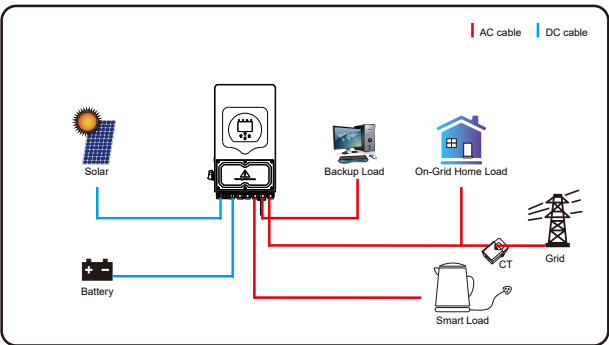 AC cable
DC cable
Solar
Backup Load
On-Grid Home Load
CT
Grid
Battery
Smart Load